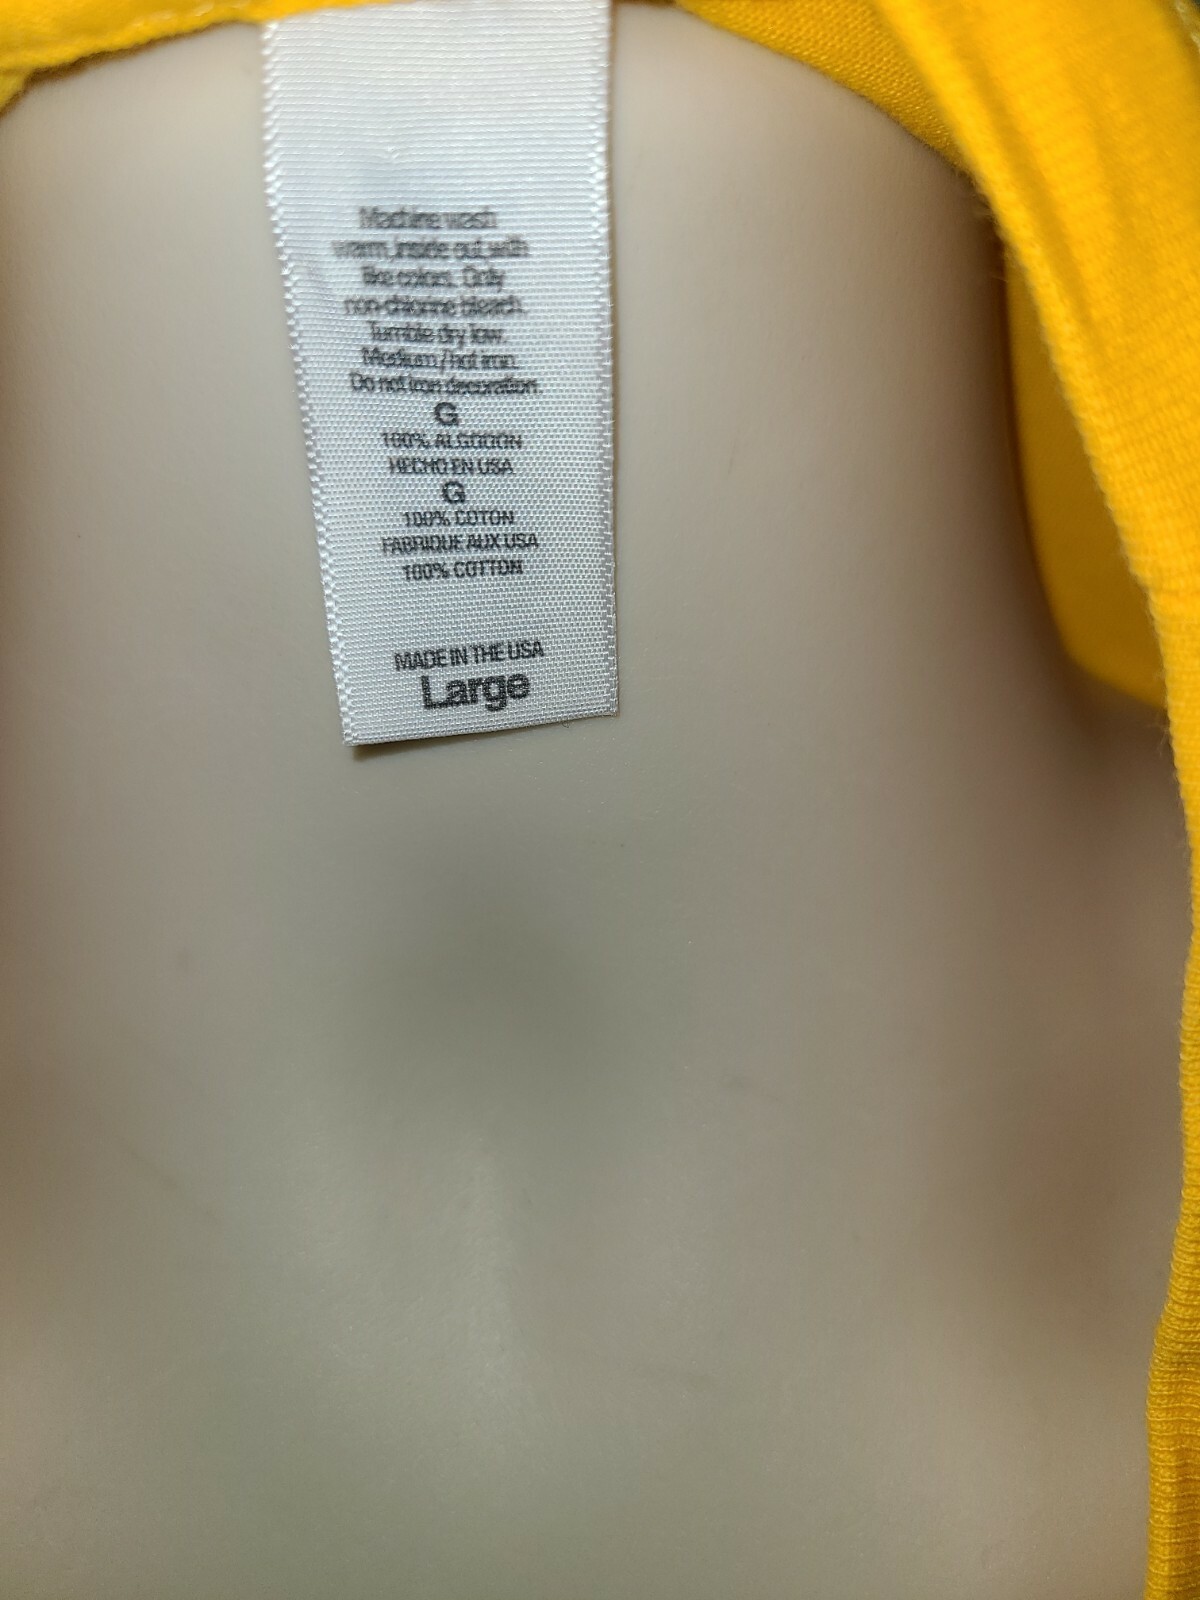 Machine wash
warm, inside out with
like colors. Only
non-chlorine bleach.
Tumble dry low.
Medium/hot iron.
Do not iron decoration.
G
100% ALGODON
HECHO EN USA
G
100% COTON
FABRIQUE AUX USA
100% COTTON
MADE IN THE USA
Large